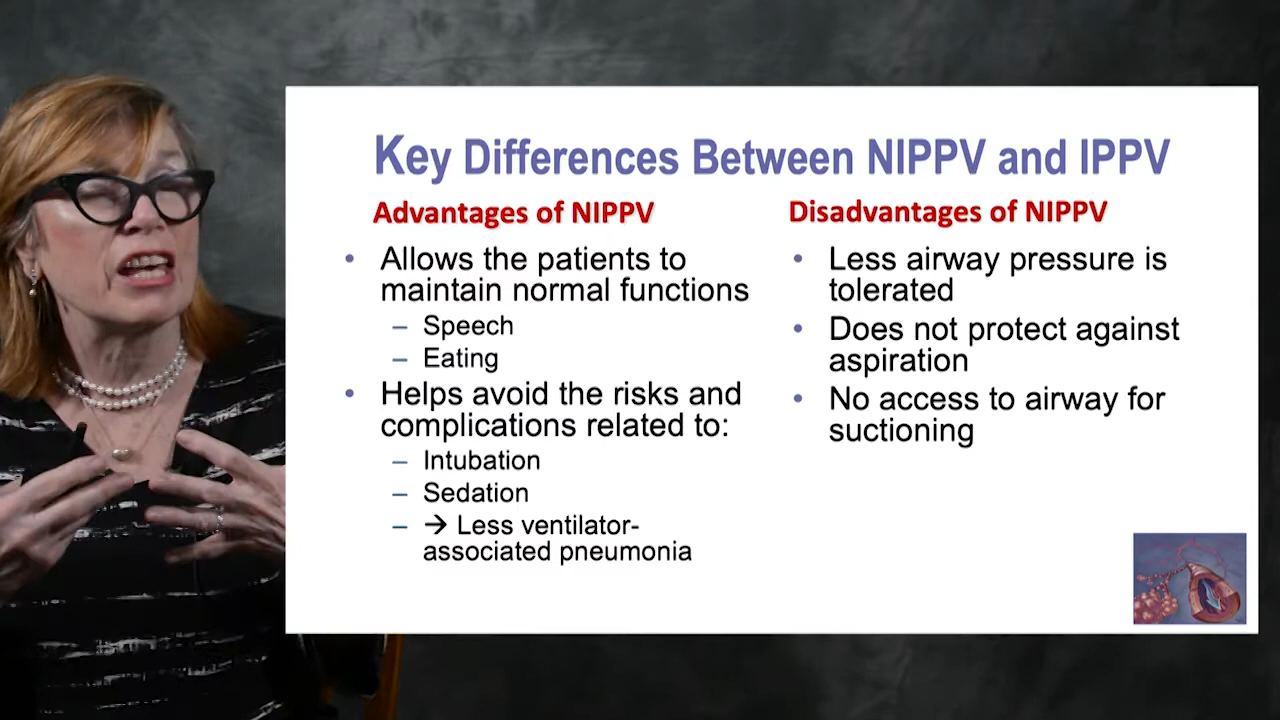 Key Differences Between NIPPV and IPPV
Advantages of NIPPV
• Allows the patients to
maintain normal functions
– Speech
– Eating
• Helps avoid the risks and
complications related to:
– Intubation
– Sedation
– → Less ventilator-
associated pneumonia
Disadvantages of NIPPV
• Less airway pressure is
tolerated
• Does not protect against
aspiration
• No access to airway for
suctioning